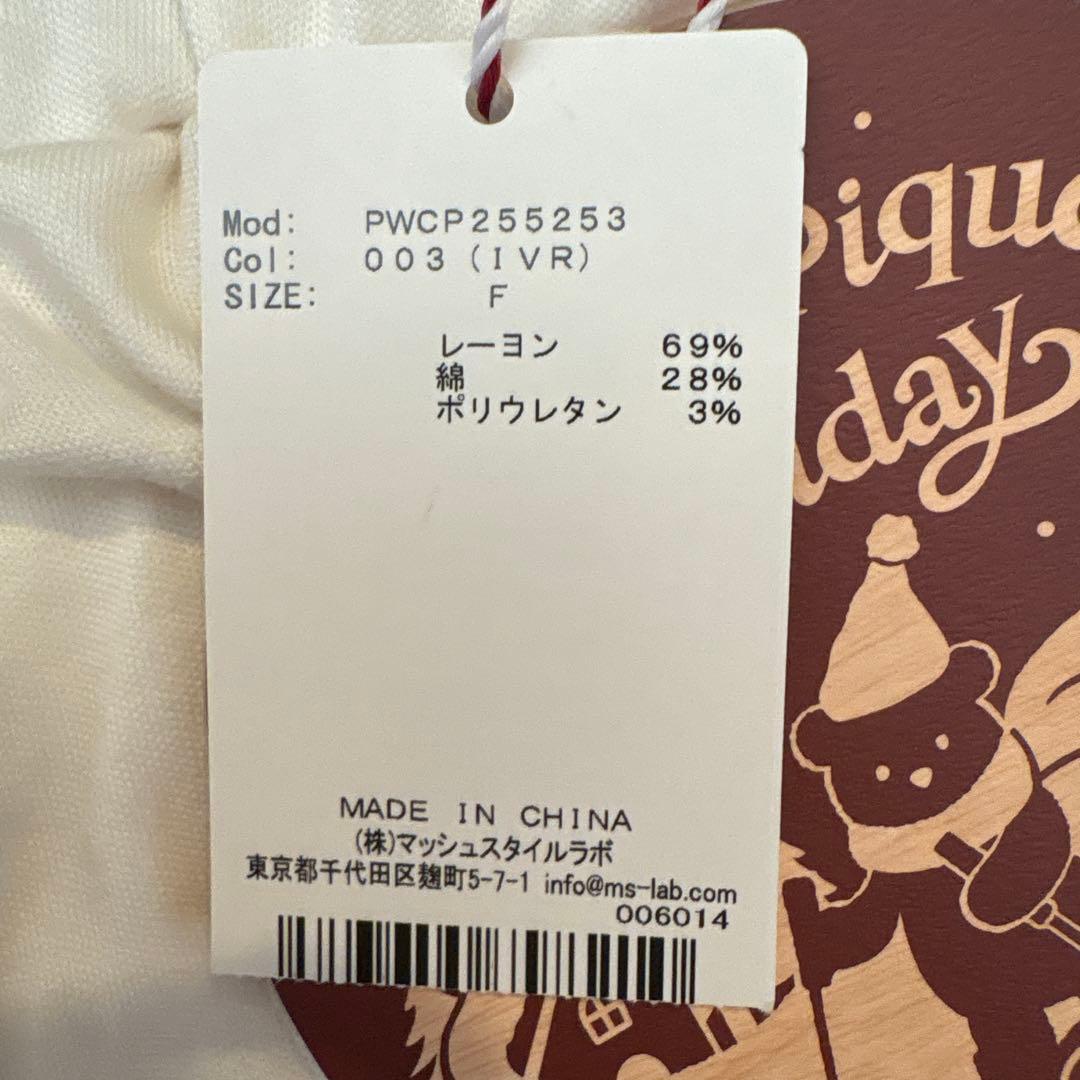 Mod: PWCP255253
Col: 003(IVR)
SIZE: F
レーヨン 69%
綿 28%
ポリウレタン 3%
MADE IN CHINA
(株)マッシュスタイルラボ
東京都千代田区麹町5-7-1 info@ms-lab.com
006014
pique
day